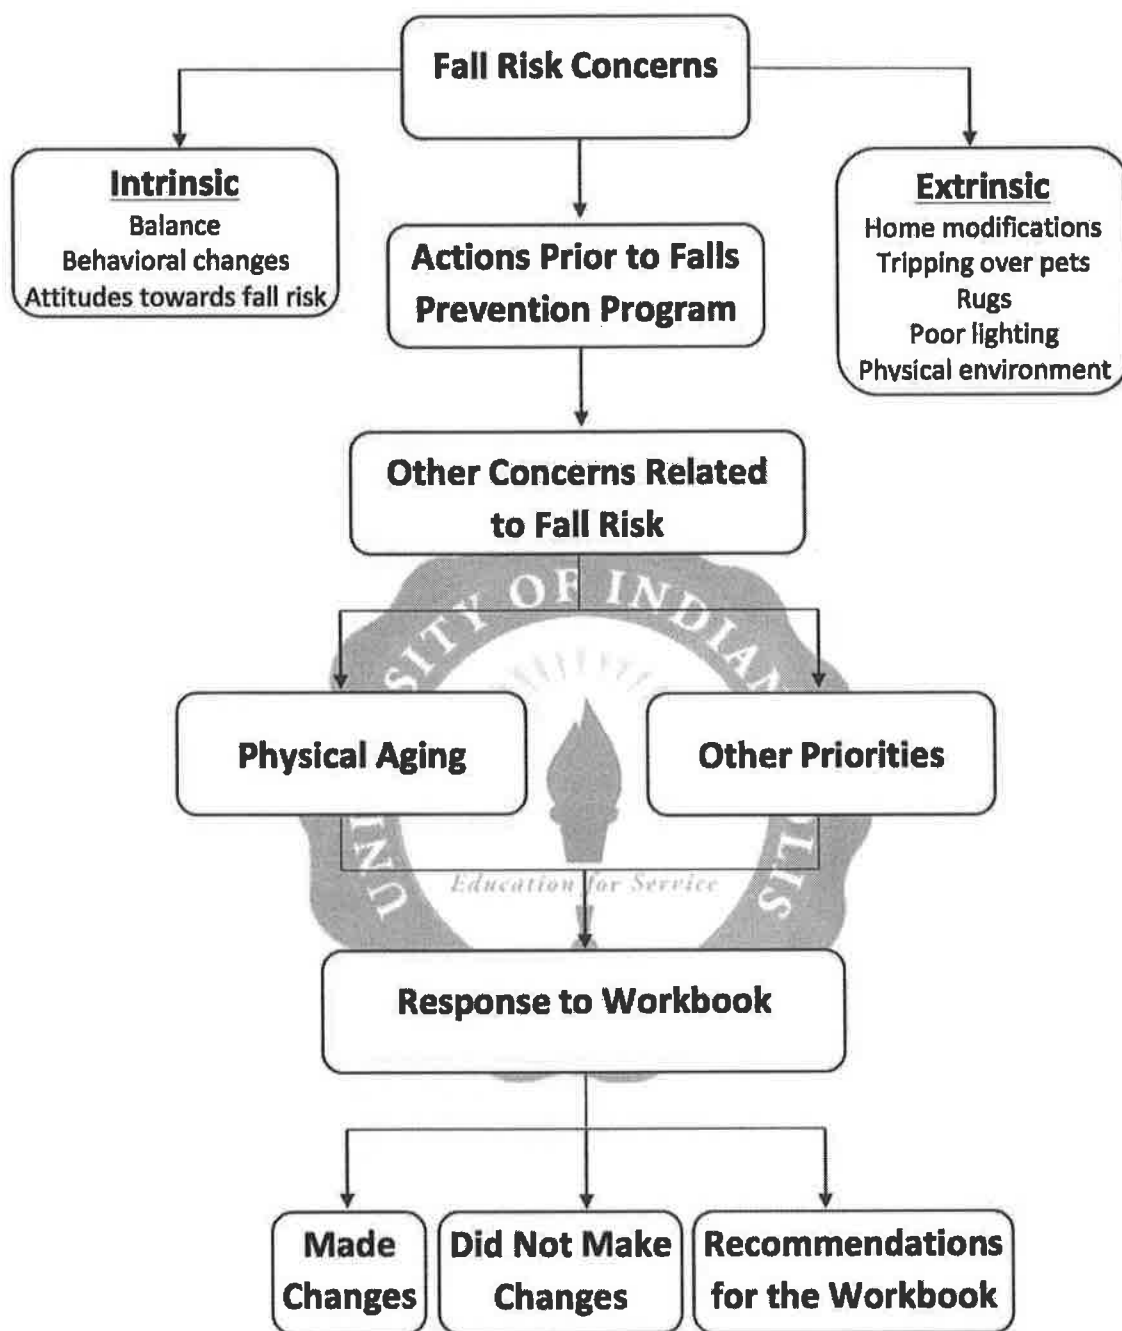 Fall Risk Concerns
Intrinsic
Balance
Behavioral changes
Attitudes towards fall risk
Extrinsic
Home modifications
Tripping over pets
Rugs
Poor lighting
Physical environment
Actions Prior to Falls
Prevention Program
Other Concerns Related
to Fall Risk
Physical Aging
Other Priorities
Education for Service
Response to Workbook
Made
Changes
Did Not Make
Changes
Recommendations
for the Workbook